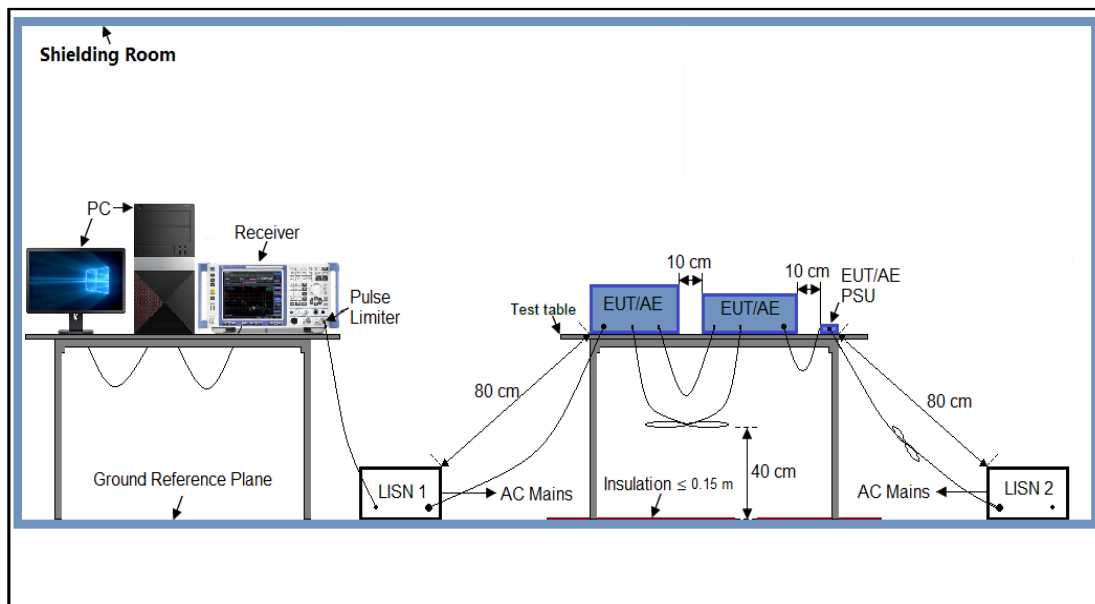 Shielding Room
PC
Receiver
Pulse
Limiter
10 cm
10 cm
EUT/AE
PSU
EUT/AE
EUT/AE
Test table
80 cm
80 cm
40 cm
Ground Reference Plane
LISN 1
AC Mains
Insulation ≤ 0.15 m
AC Mains
LISN 2